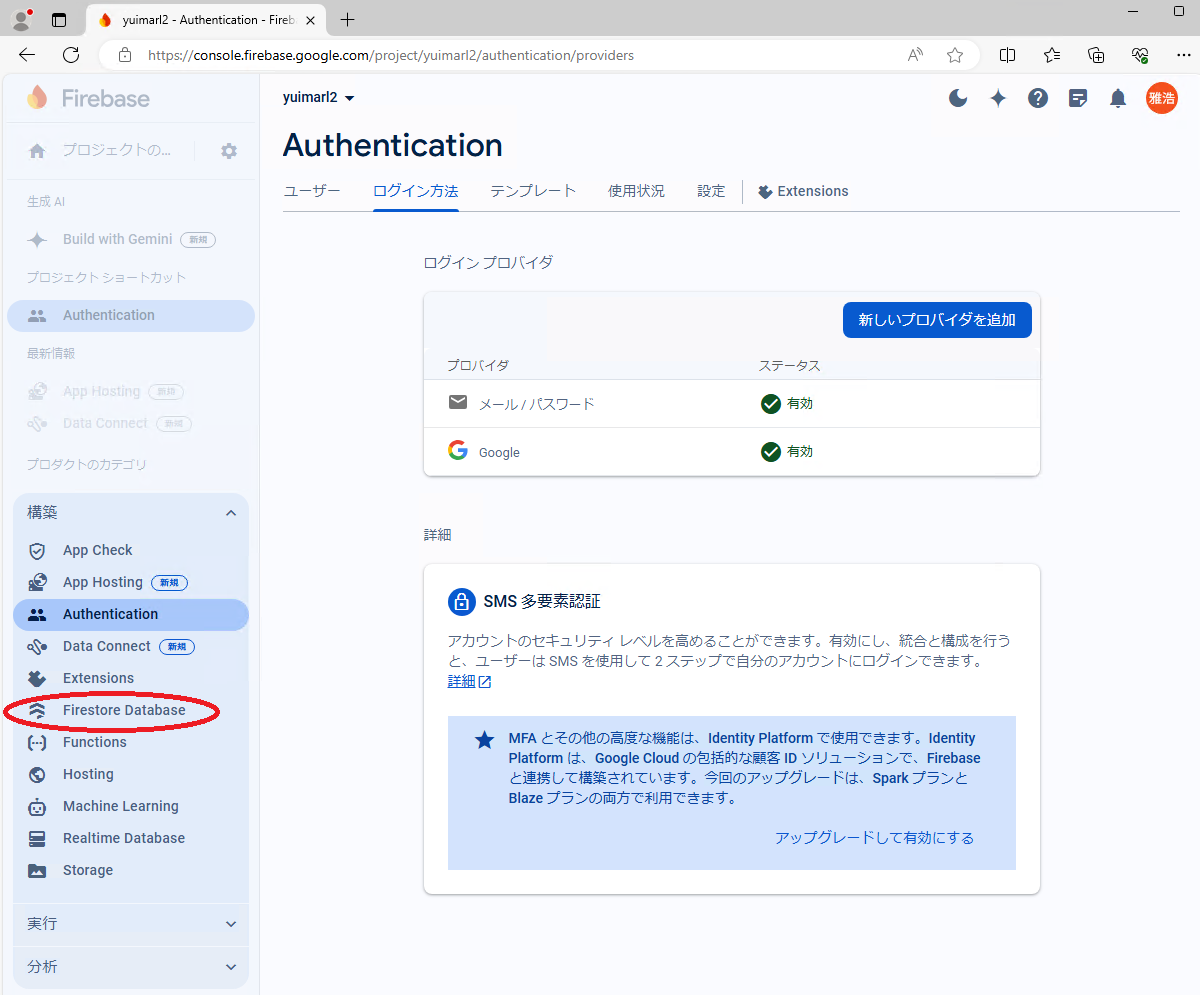 yuimarl2 - Authentication - Fireb
https://console.firebase.google.com/project/yuimarl2/authentication/providers
Firebase
プロジェクトの...
生成 AI
Build with Gemini 新規
プロジェクト ショートカット
Authentication
最新情報
App Hosting 新規
Data Connect 新規
プロダクトのカテゴリ
構築
App Check
App Hosting 新規
Authentication
Data Connect 新規
Extensions
Firestore Database
Functions
Hosting
Machine Learning
Realtime Database
Storage
実行
分析
yuimarl2
雅浩
Authentication
ユーザー ログイン方法 テンプレート 使用状況 設定 Extensions
ログイン プロバイダ
新しいプロバイダを追加
プロバイダ ステータス
メール / パスワード 有効
Google 有効
詳細
SMS 多要素認証
アカウントのセキュリティ レベルを高めることができます。有効にし、統合と構成を行う
と、ユーザーは SMS を使用して 2 ステップで自分のアカウントにログインできます。
詳細
MFA とその他の高度な機能は、Identity Platform で使用できます。Identity
Platform は、Google Cloud の包括的な顧客 ID ソリューションで、Firebase
と連携して構築されています。今回のアップグレードは、Spark プランと
Blaze プランの両方で利用できます。
アップグレードして有効にする